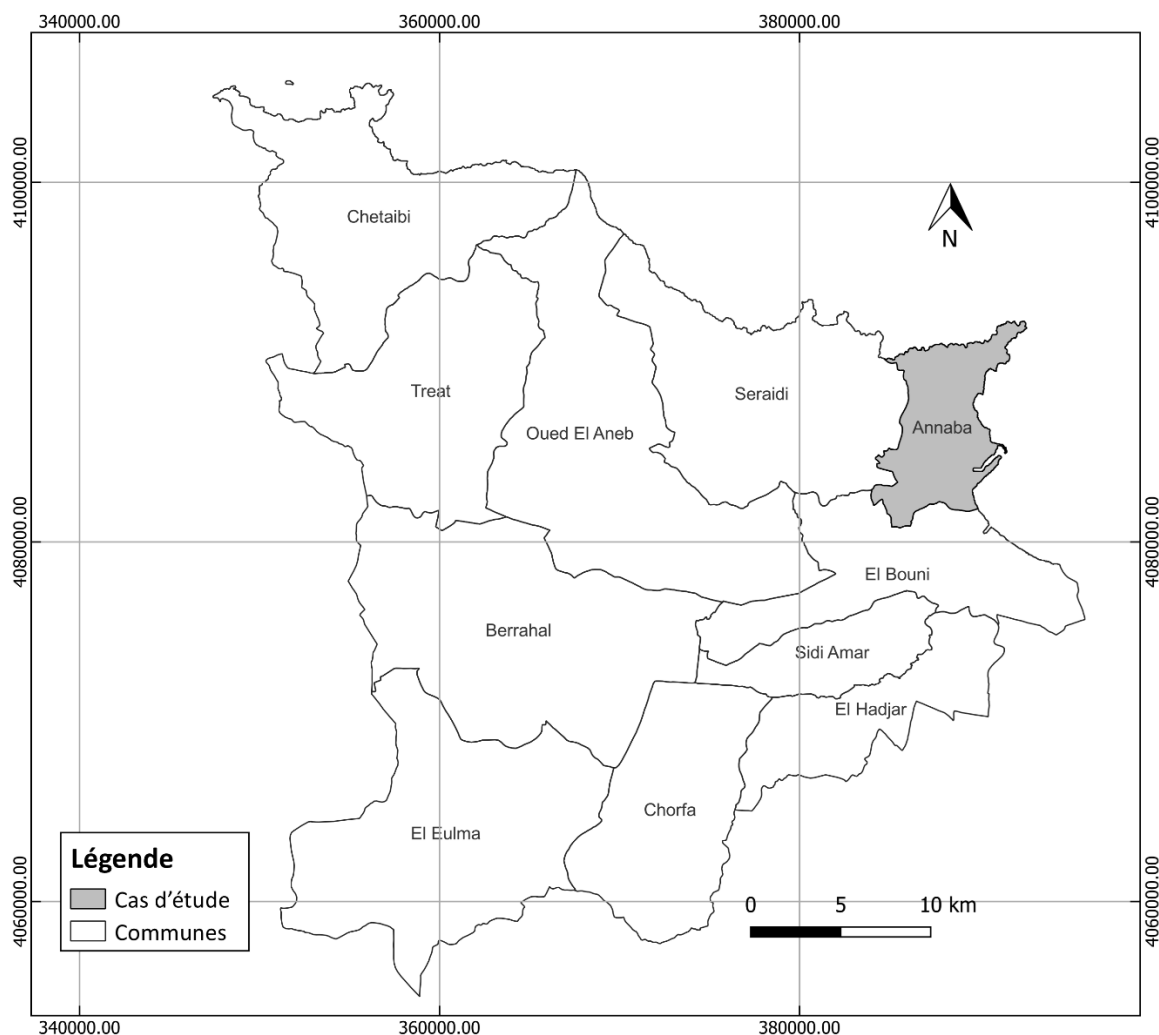 340000.00 360000.00 380000.00
4100000.00 4100000.00
N
Chetaibi
Treat
Seraidi
Oued El Aneb
Annaba
4080000.00 4080000.00
El Bouni
Berrahal
Sidi Amar
El Hadjar
Chorfa
El Eulma
Légende
Cas d'étude
Communes
0 5 10 km
4060000.00 4060000.00
340000.00 360000.00 380000.00